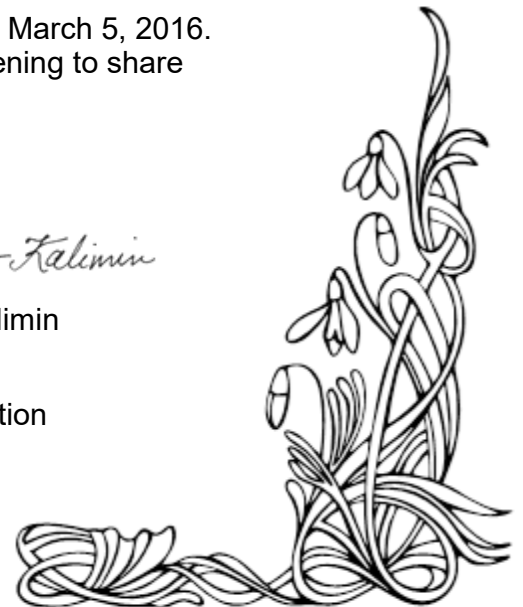 March 5, 2016.
ening to share
-Kalimin
limin
tion